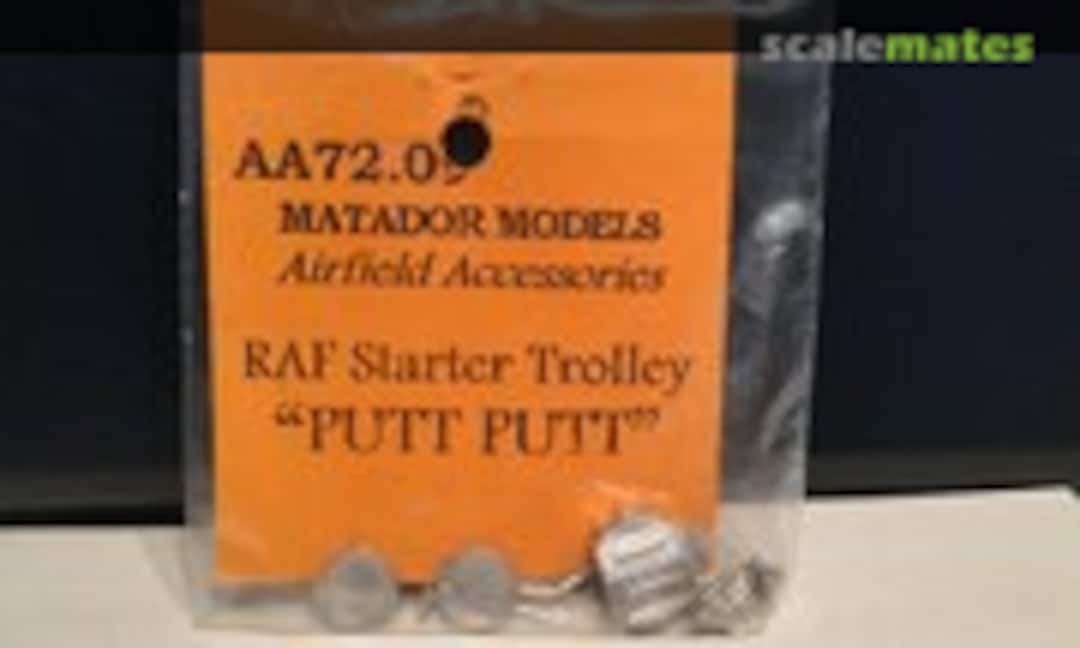 scalemates
AA72.09
MATADOR MODELS
Airfield Accessories
RAF Starter Trolley
“PUTT PUTT”